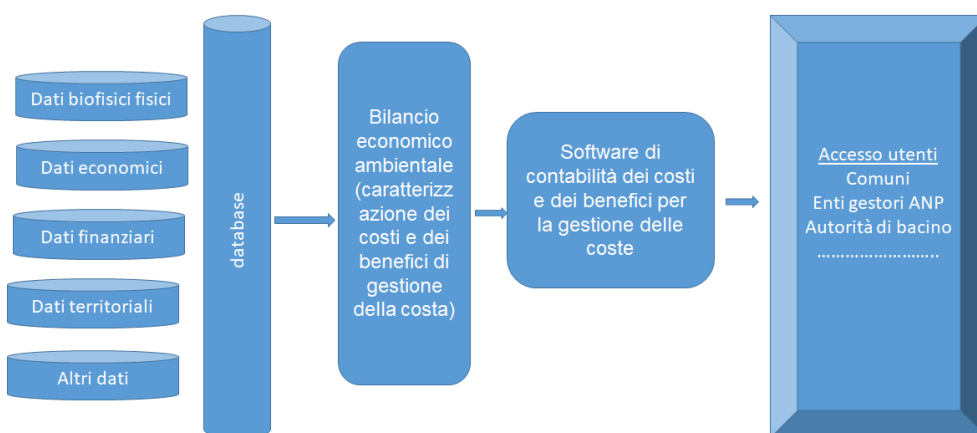 Dati biofisici fisici
Dati economici
Dati finanziari
Dati territoriali
Altri dati
database
Bilancio
economico
ambientale
(caratterizz
azione dei
costi e dei
benefici di
gestione
della costa)
Software di
contabilità dei costi
e dei benefici per
la gestione delle
coste
Accesso utenti
Comuni
Enti gestori ANP
Autorità di bacino
……………………..